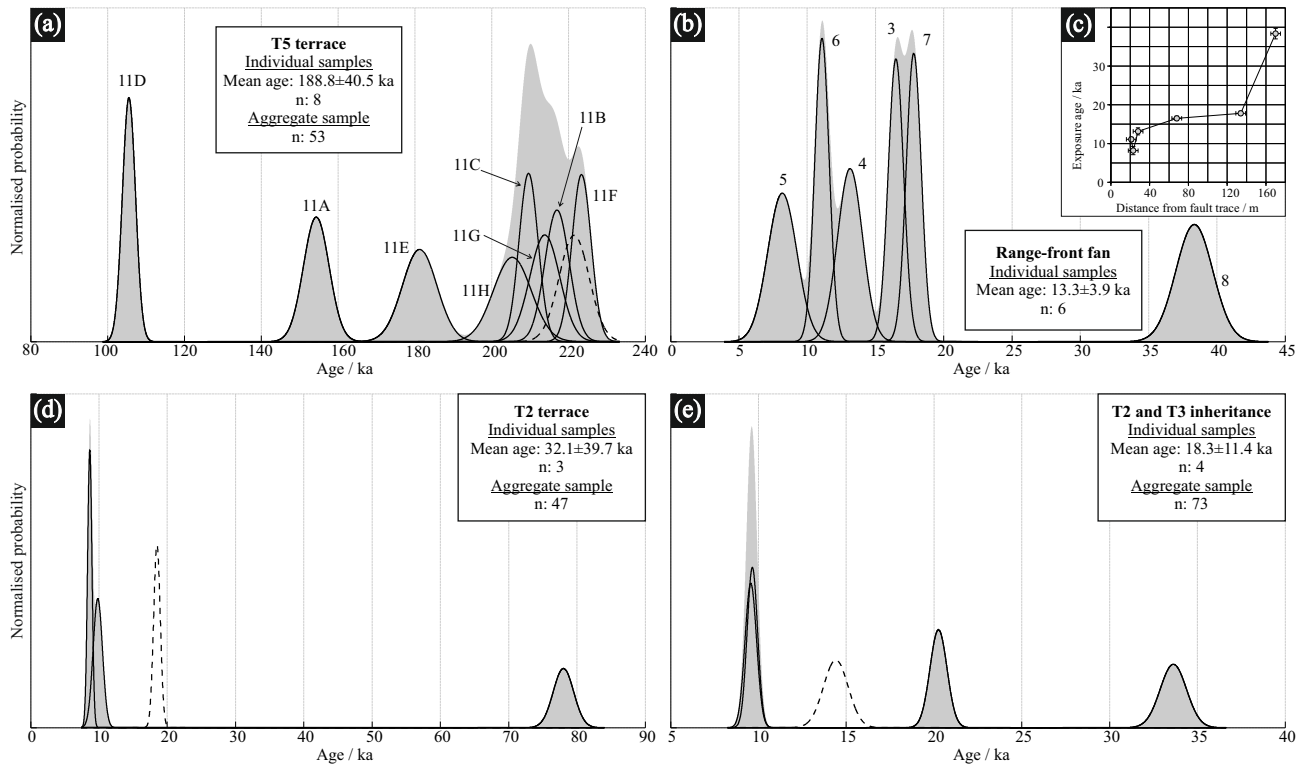 (a)
T5 terrace
Individual samples
Mean age: 188.8±40.5 ka
n: 8
Aggregate sample
n: 53
11D
11A
11E
11C
11G
11H
11B
11F
Normalised probability
80 100 120 140 160 180 200 220 240
Age / ka
(b)
5
6
4
3
7
8
Range-front fan
Individual samples
Mean age: 13.3±3.9 ka
n: 6
0 5 10 15 20 25 30 35 40 45
Age / ka
(c)
Exposure age / ka
30
20
10
0
0 40 80 120 160
Distance from fault trace / m
(d)
T2 terrace
Individual samples
Mean age: 32.1±39.7 ka
n: 3
Aggregate sample
n: 47
Normalised probability
0 10 20 30 40 50 60 70 80 90
Age / ka
(e)
T2 and T3 inheritance
Individual samples
Mean age: 18.3±11.4 ka
n: 4
Aggregate sample
n: 73
5 10 15 20 25 30 35 40
Age / ka